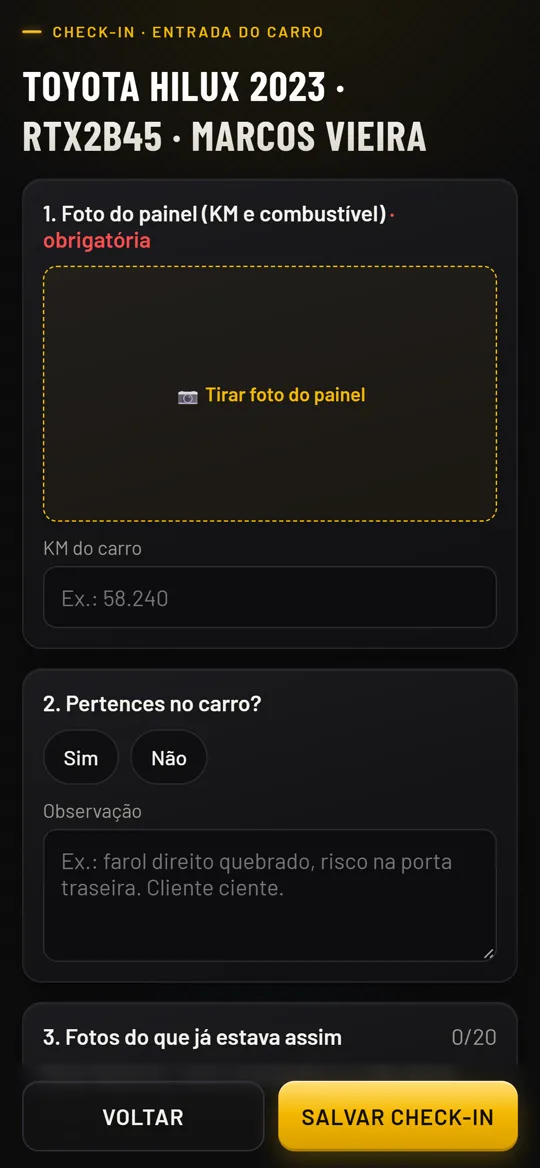 CHECK-IN · ENTRADA DO CARRO
TOYOTA HILUX 2023 ·
RTX2B45 · MARCOS VIEIRA
1. Foto do painel (KM e combustível) ·
obrigatória
📷 Tirar foto do painel
KM do carro
Ex.: 58.240
2. Pertences no carro?
Sim
Não
Observação
Ex.: farol direito quebrado, risco na porta
traseira. Cliente ciente.
3. Fotos do que já estava assim
0/20
VOLTAR
SALVAR CHECK-IN